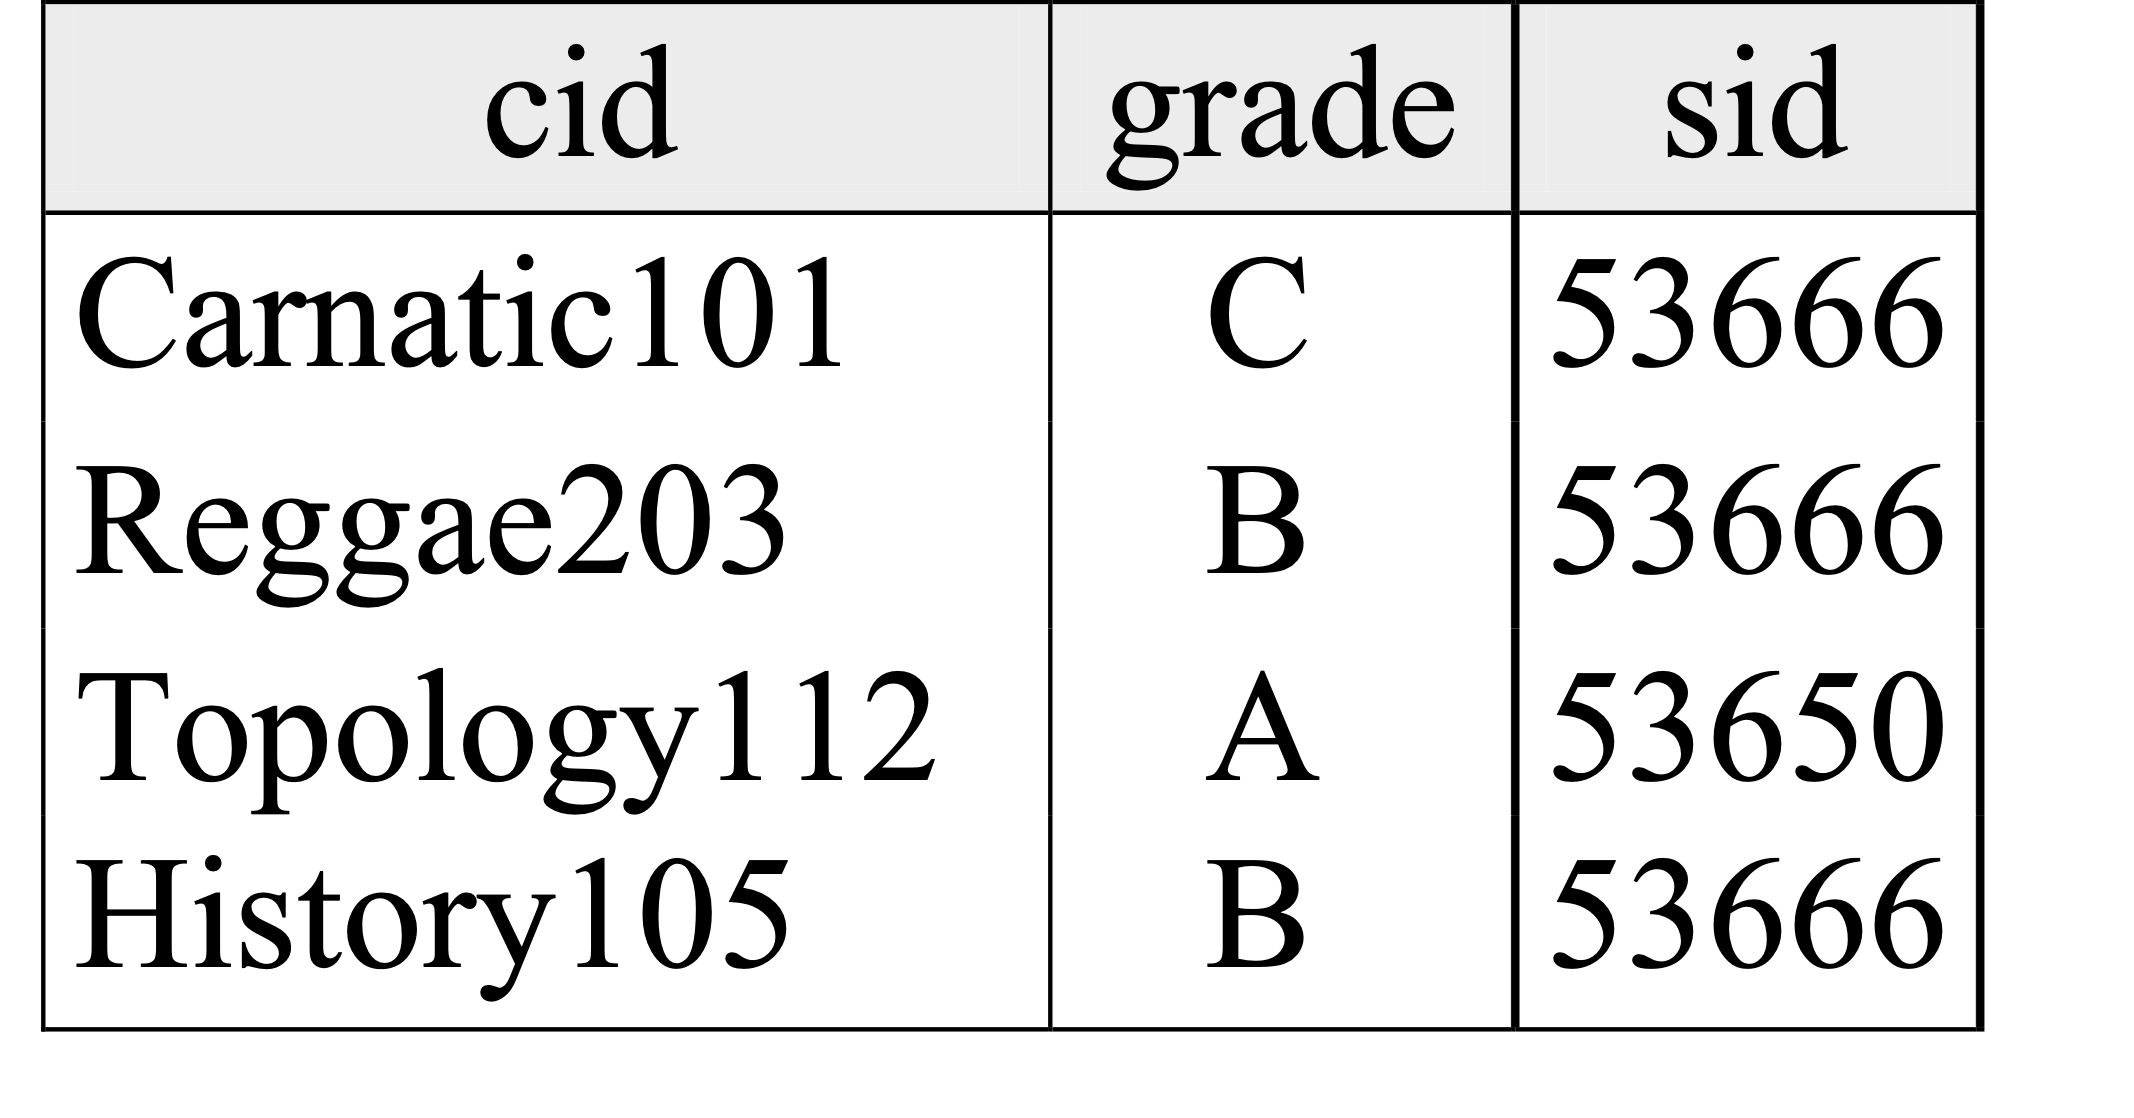 cid grade sid
Carnatic101 C 53666
Reggae203 B 53666
Topology112 A 53650
History105 B 53666